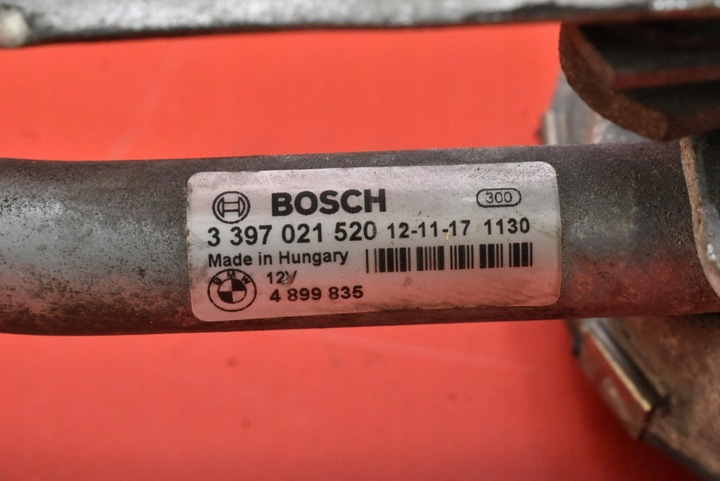 BOSCH 300
3 397 021 520 12-11-17 1130
Made in Hungary
12V
BMW 4 899 835